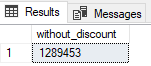 Results Messages
without_discount
1 1289453